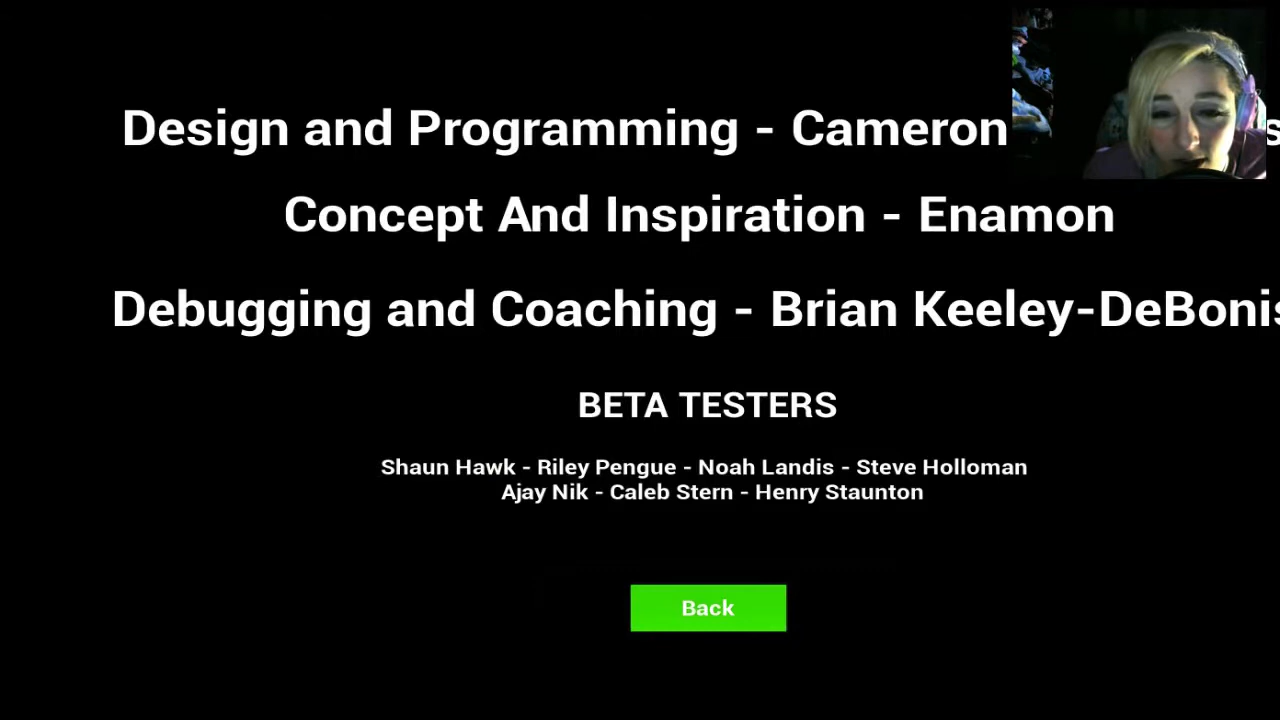 Design and Programming - Cameron
Concept And Inspiration - Enamon
Debugging and Coaching - Brian Keeley-DeBonis
BETA TESTERS
Shaun Hawk - Riley Pengue - Noah Landis - Steve Holloman
Ajay Nik - Caleb Stern - Henry Staunton
Back